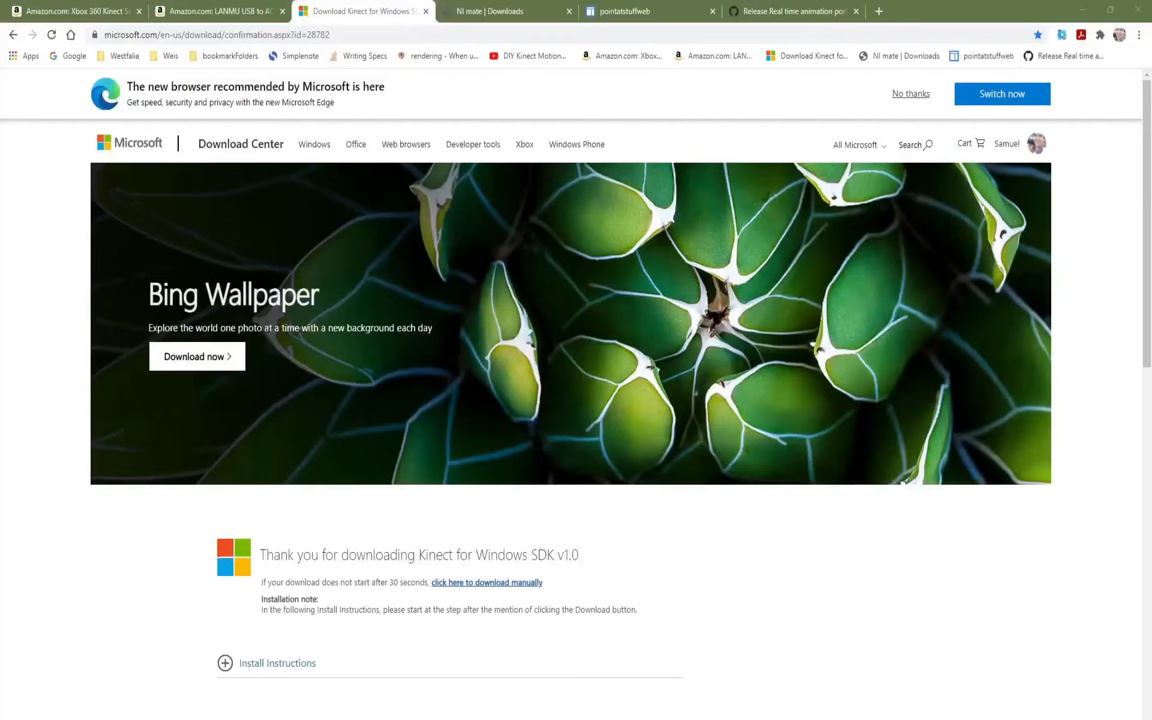 Amazon.com: Xbox 360 Kinect Se
Amazon.com: LANMU USB to AC
Download Kinect for Windows S
NI mate | Downloads
pointatstuffweb
Release Real time animation port
microsoft.com/en-us/download/confirmation.aspx?id=28782
Apps
Google
Westfalia
Weis
bookmarkFolders
Simplenote
Writing Specs
rendering - When u...
DIY Kinect Motion...
Amazon.com: Xbox...
Amazon.com: LAN...
Download Kinect fo...
NI mate | Downloads
pointatstuffweb
Release Real time a...
The new browser recommended by Microsoft is here
Get speed, security and privacy with the new Microsoft Edge
No thanks
Switch now
Microsoft
Download Center
Windows
Office
Web browsers
Developer tools
Xbox
Windows Phone
All Microsoft
Search
Cart
Samuel
Bing Wallpaper
Explore the world one photo at a time with a new background each day
Download now >
Thank you for downloading Kinect for Windows SDK v1.0
If your download does not start after 30 seconds, click here to download manually
Installation note:
In the following Install Instructions, please start at the step after the mention of clicking the Download button.
Install Instructions